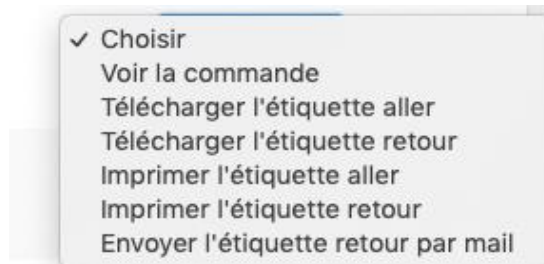 Choisir
Voir la commande
Télécharger l'étiquette aller
Télécharger l'étiquette retour
Imprimer l'étiquette aller
Imprimer l'étiquette retour
Envoyer l'étiquette retour par mail